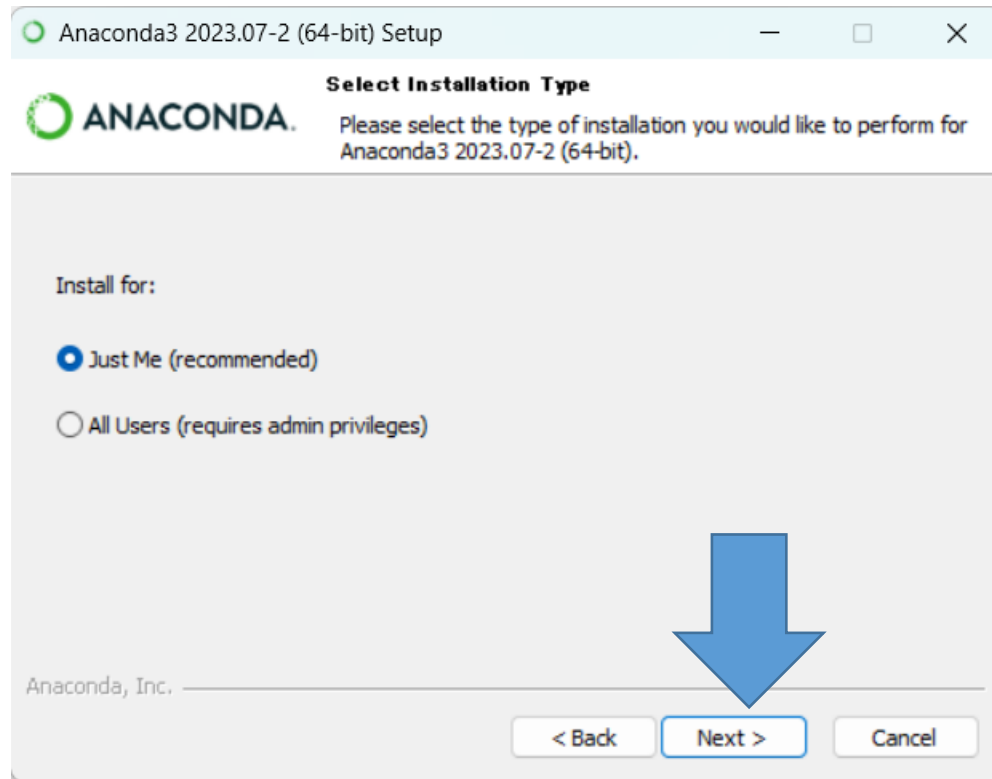 Anaconda3 2023.07-2 (64-bit) Setup
ANACONDA.
Select Installation Type
Please select the type of installation you would like to perform for
Anaconda3 2023.07-2 (64-bit).
Install for:
Just Me (recommended)
All Users (requires admin privileges)
Anaconda, Inc.
< Back
Next >
Cancel